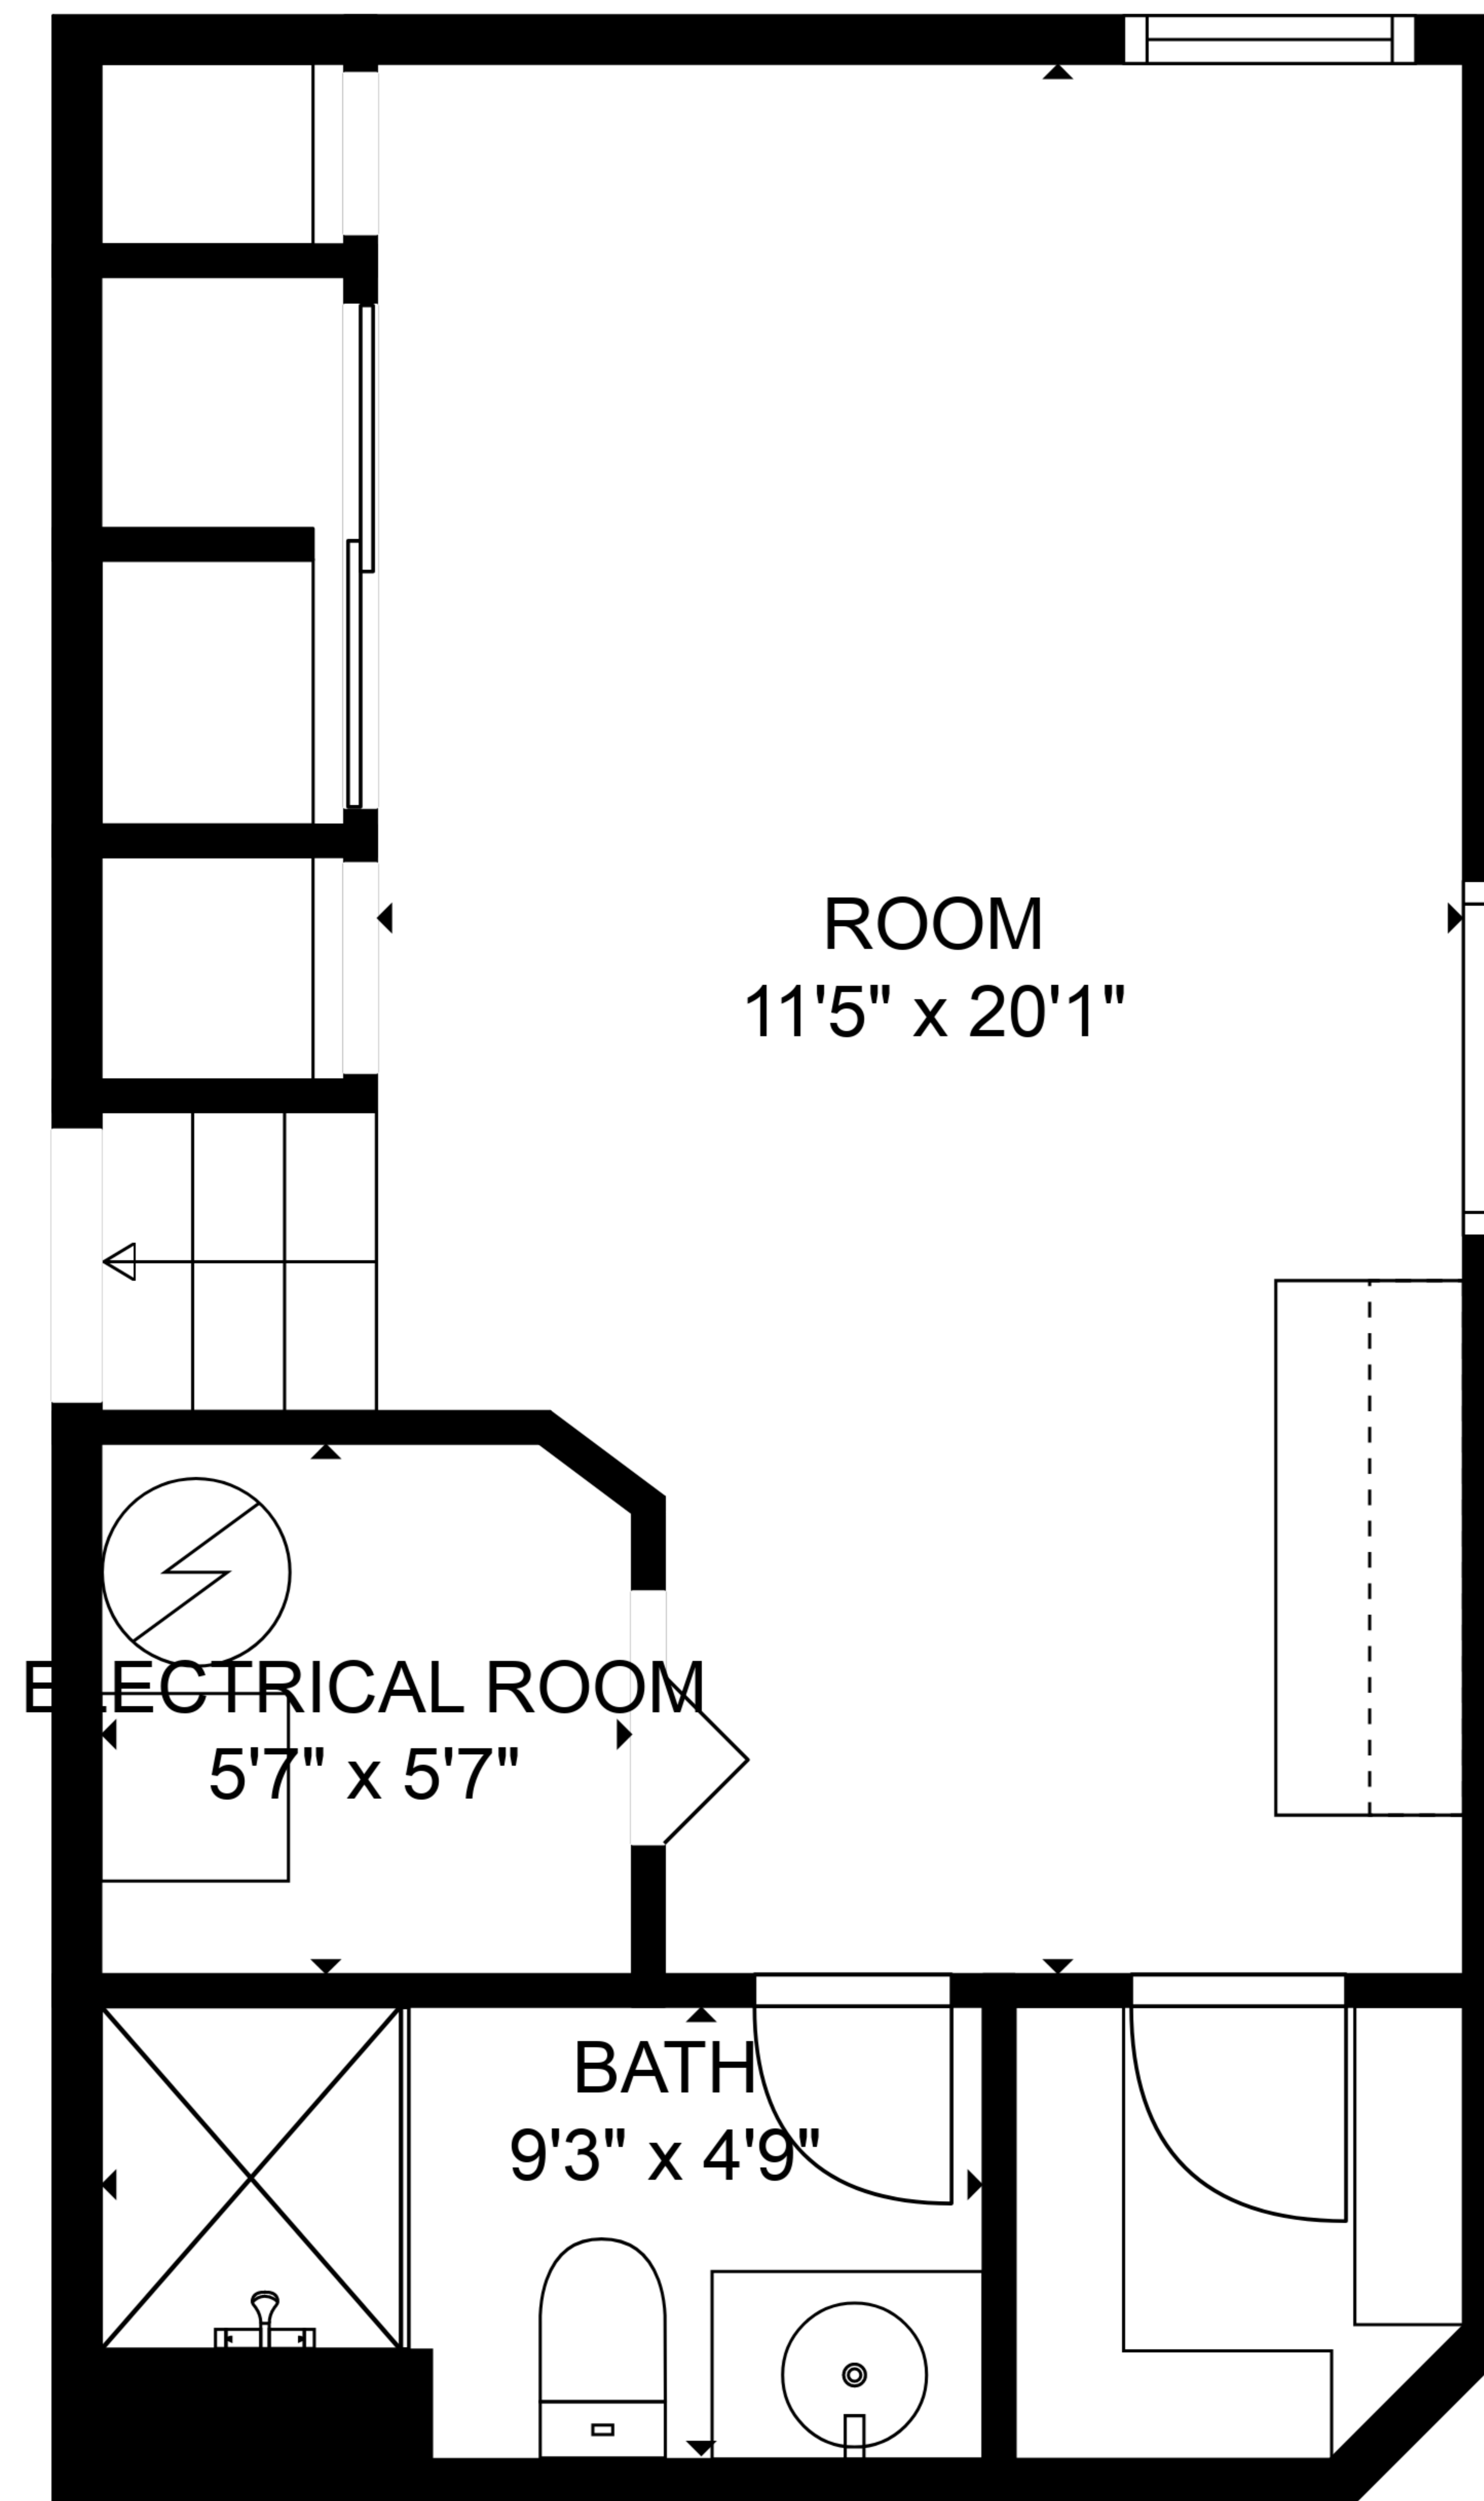 ROOM
11'5" x 20'1"
ELECTRICAL ROOM
5'7" x 5'7"
BATH
9'3" x 4'9"